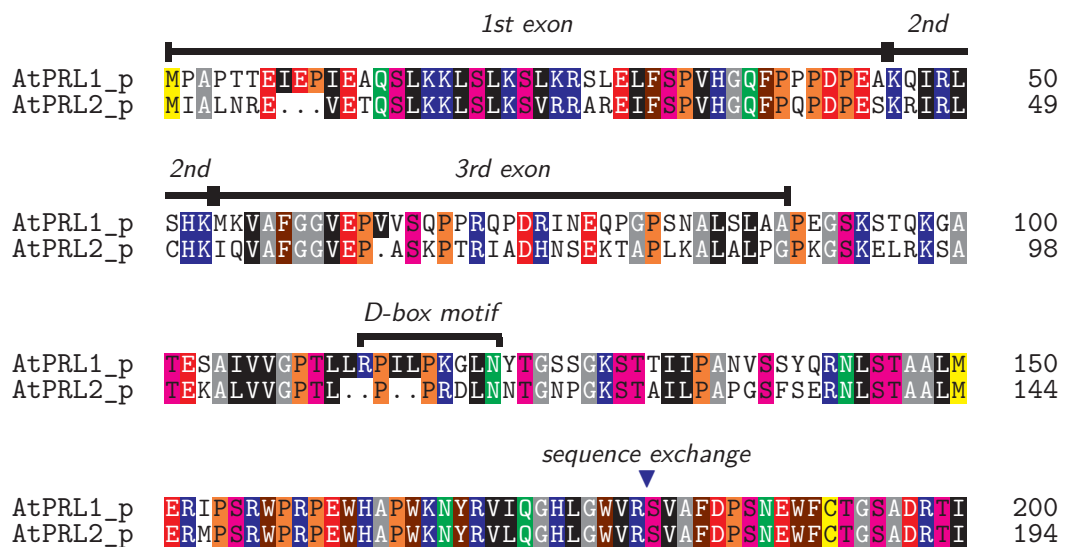 1st exon 2nd
AtPRL1_p MPAPTTEIEPIEAQSLKKLSLKSLKRSLELFSPVHGQFPPPDPEAKQIRL 50
AtPRL2_p MIALNRE...VETQSLKKLSLKSVRRAREIFSPVHGQFPQPDPESKRIRL 49
2nd 3rd exon
AtPRL1_p SHKMKVAFGGVEPVVSQPPRQPDRINEQPGPSNALSLAAPEGSKSTQKGA 100
AtPRL2_p CHKIQVAFGGVEP.ASKPTRIADHNSEKTAPLKALALPGPKGSKELRKSA 98
D-box motif
AtPRL1_p TESAIVVGPTLLRPILPKGLNYTGSSGKSTTIIPANVSSYQRNLSTAALM 150
AtPRL2_p TEKALVVGPTL..P..PRDLNNTGNPGKSTAILPAPGSFSERNLSTAALM 144
sequence exchange
AtPRL1_p ERIPSRWPRPEWHAPWKNYRVIQGHLGWVRSVAFDPSNEWFCTGSADRTI 200
AtPRL2_p ERMPSRWPRPEWHAPWKNYRVLQGHLGWVRSVAFDPSNEWFCTGSADRTI 194